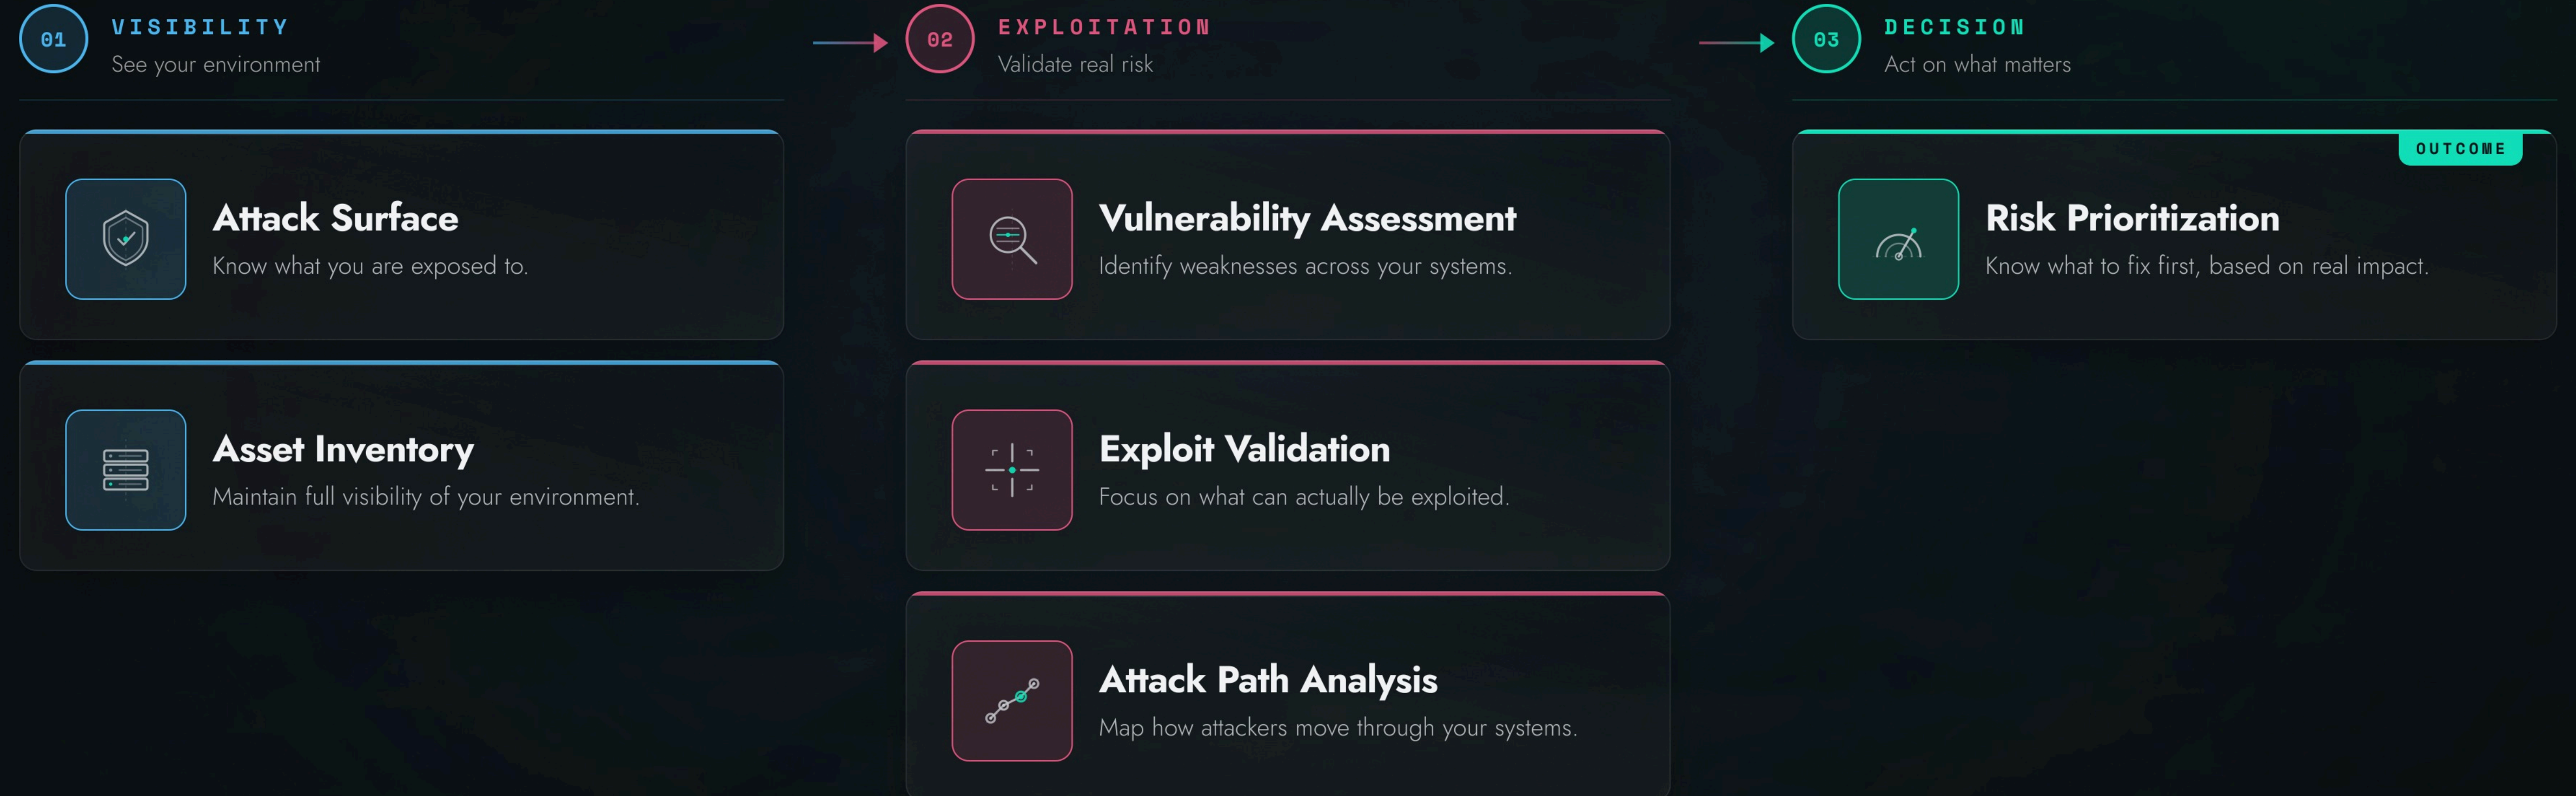 01
VISIBILITY
See your environment
Attack Surface
Know what you are exposed to.
Asset Inventory
Maintain full visibility of your environment.
02
EXPLOITATION
Validate real risk
Vulnerability Assessment
Identify weaknesses across your systems.
Exploit Validation
Focus on what can actually be exploited.
Attack Path Analysis
Map how attackers move through your systems.
03
DECISION
Act on what matters
OUTCOME
Risk Prioritization
Know what to fix first, based on real impact.